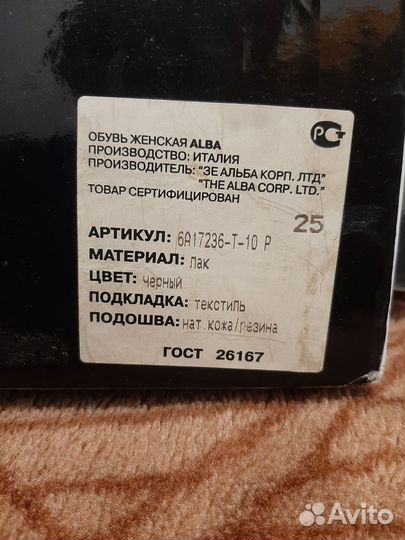 ОБУВЬ ЖЕНСКАЯ ALBA
ПРОИЗВОДСТВО: ИТАЛИЯ
ПРОИЗВОДИТЕЛЬ: "ЗЕ АЛЬБА КОРП. ЛТД"
"THE ALBA CORP. LTD."
ТОВАР СЕРТИФИЦИРОВАН
РСТ
25
АРТИКУЛ: 6A17236-T-10 P
МАТЕРИАЛ: лак
ЦВЕТ: черный
ПОДКЛАДКА: текстиль
ПОДОШВА: нат.кожа/резина
ГОСТ 26167
Avito